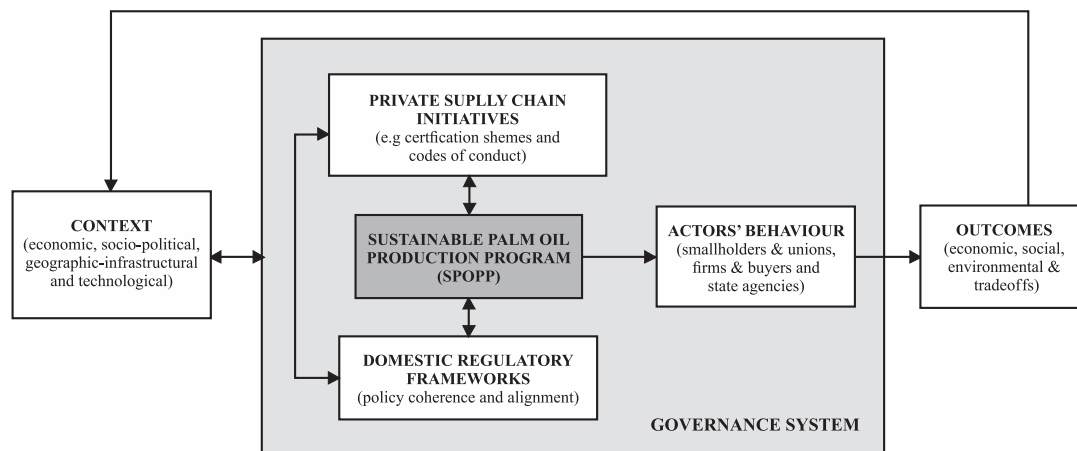 PRIVATE SUPLLY CHAIN
INITIATIVES
(e.g certfication shemes and
codes of conduct)
CONTEXT
(economic, socio-political,
geographic-infrastructural
and technological)
SUSTAINABLE PALM OIL
PRODUCTION PROGRAM
(SPOPP)
ACTORS’ BEHAVIOUR
(smallholders & unions,
firms & buyers and
state agencies)
OUTCOMES
(economic, social,
environmental &
tradeoffs)
DOMESTIC REGULATORY
FRAMEWORKS
(policy coherence and alignment)
GOVERNANCE SYSTEM